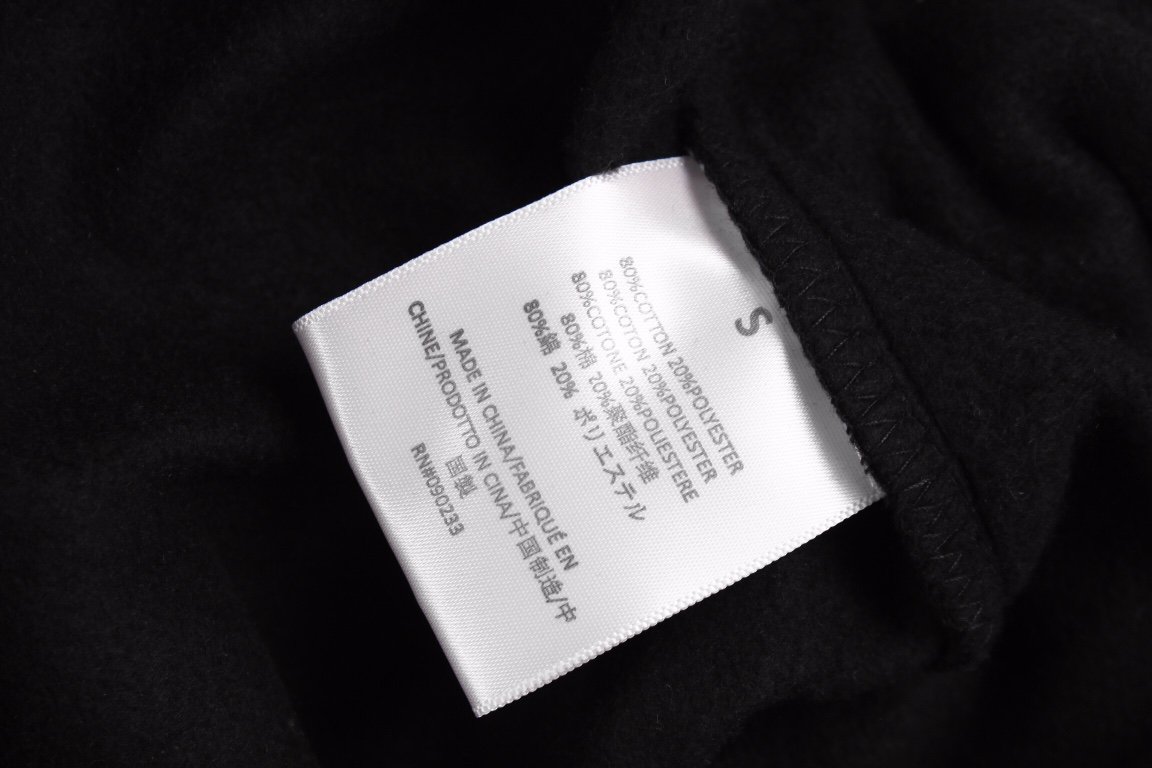 S
80%COTTON 20%POLYESTER
80%COTON 20%POLYESTER
80%COTONE 20%POLIESTERE
80%棉 20%聚酯纤维
80%綿 20% ポリエステル
MADE IN CHINA/FABRIQUÉ EN
CHINE/PRODOTTO IN CINA/中国制造/中
国製
RN#090233